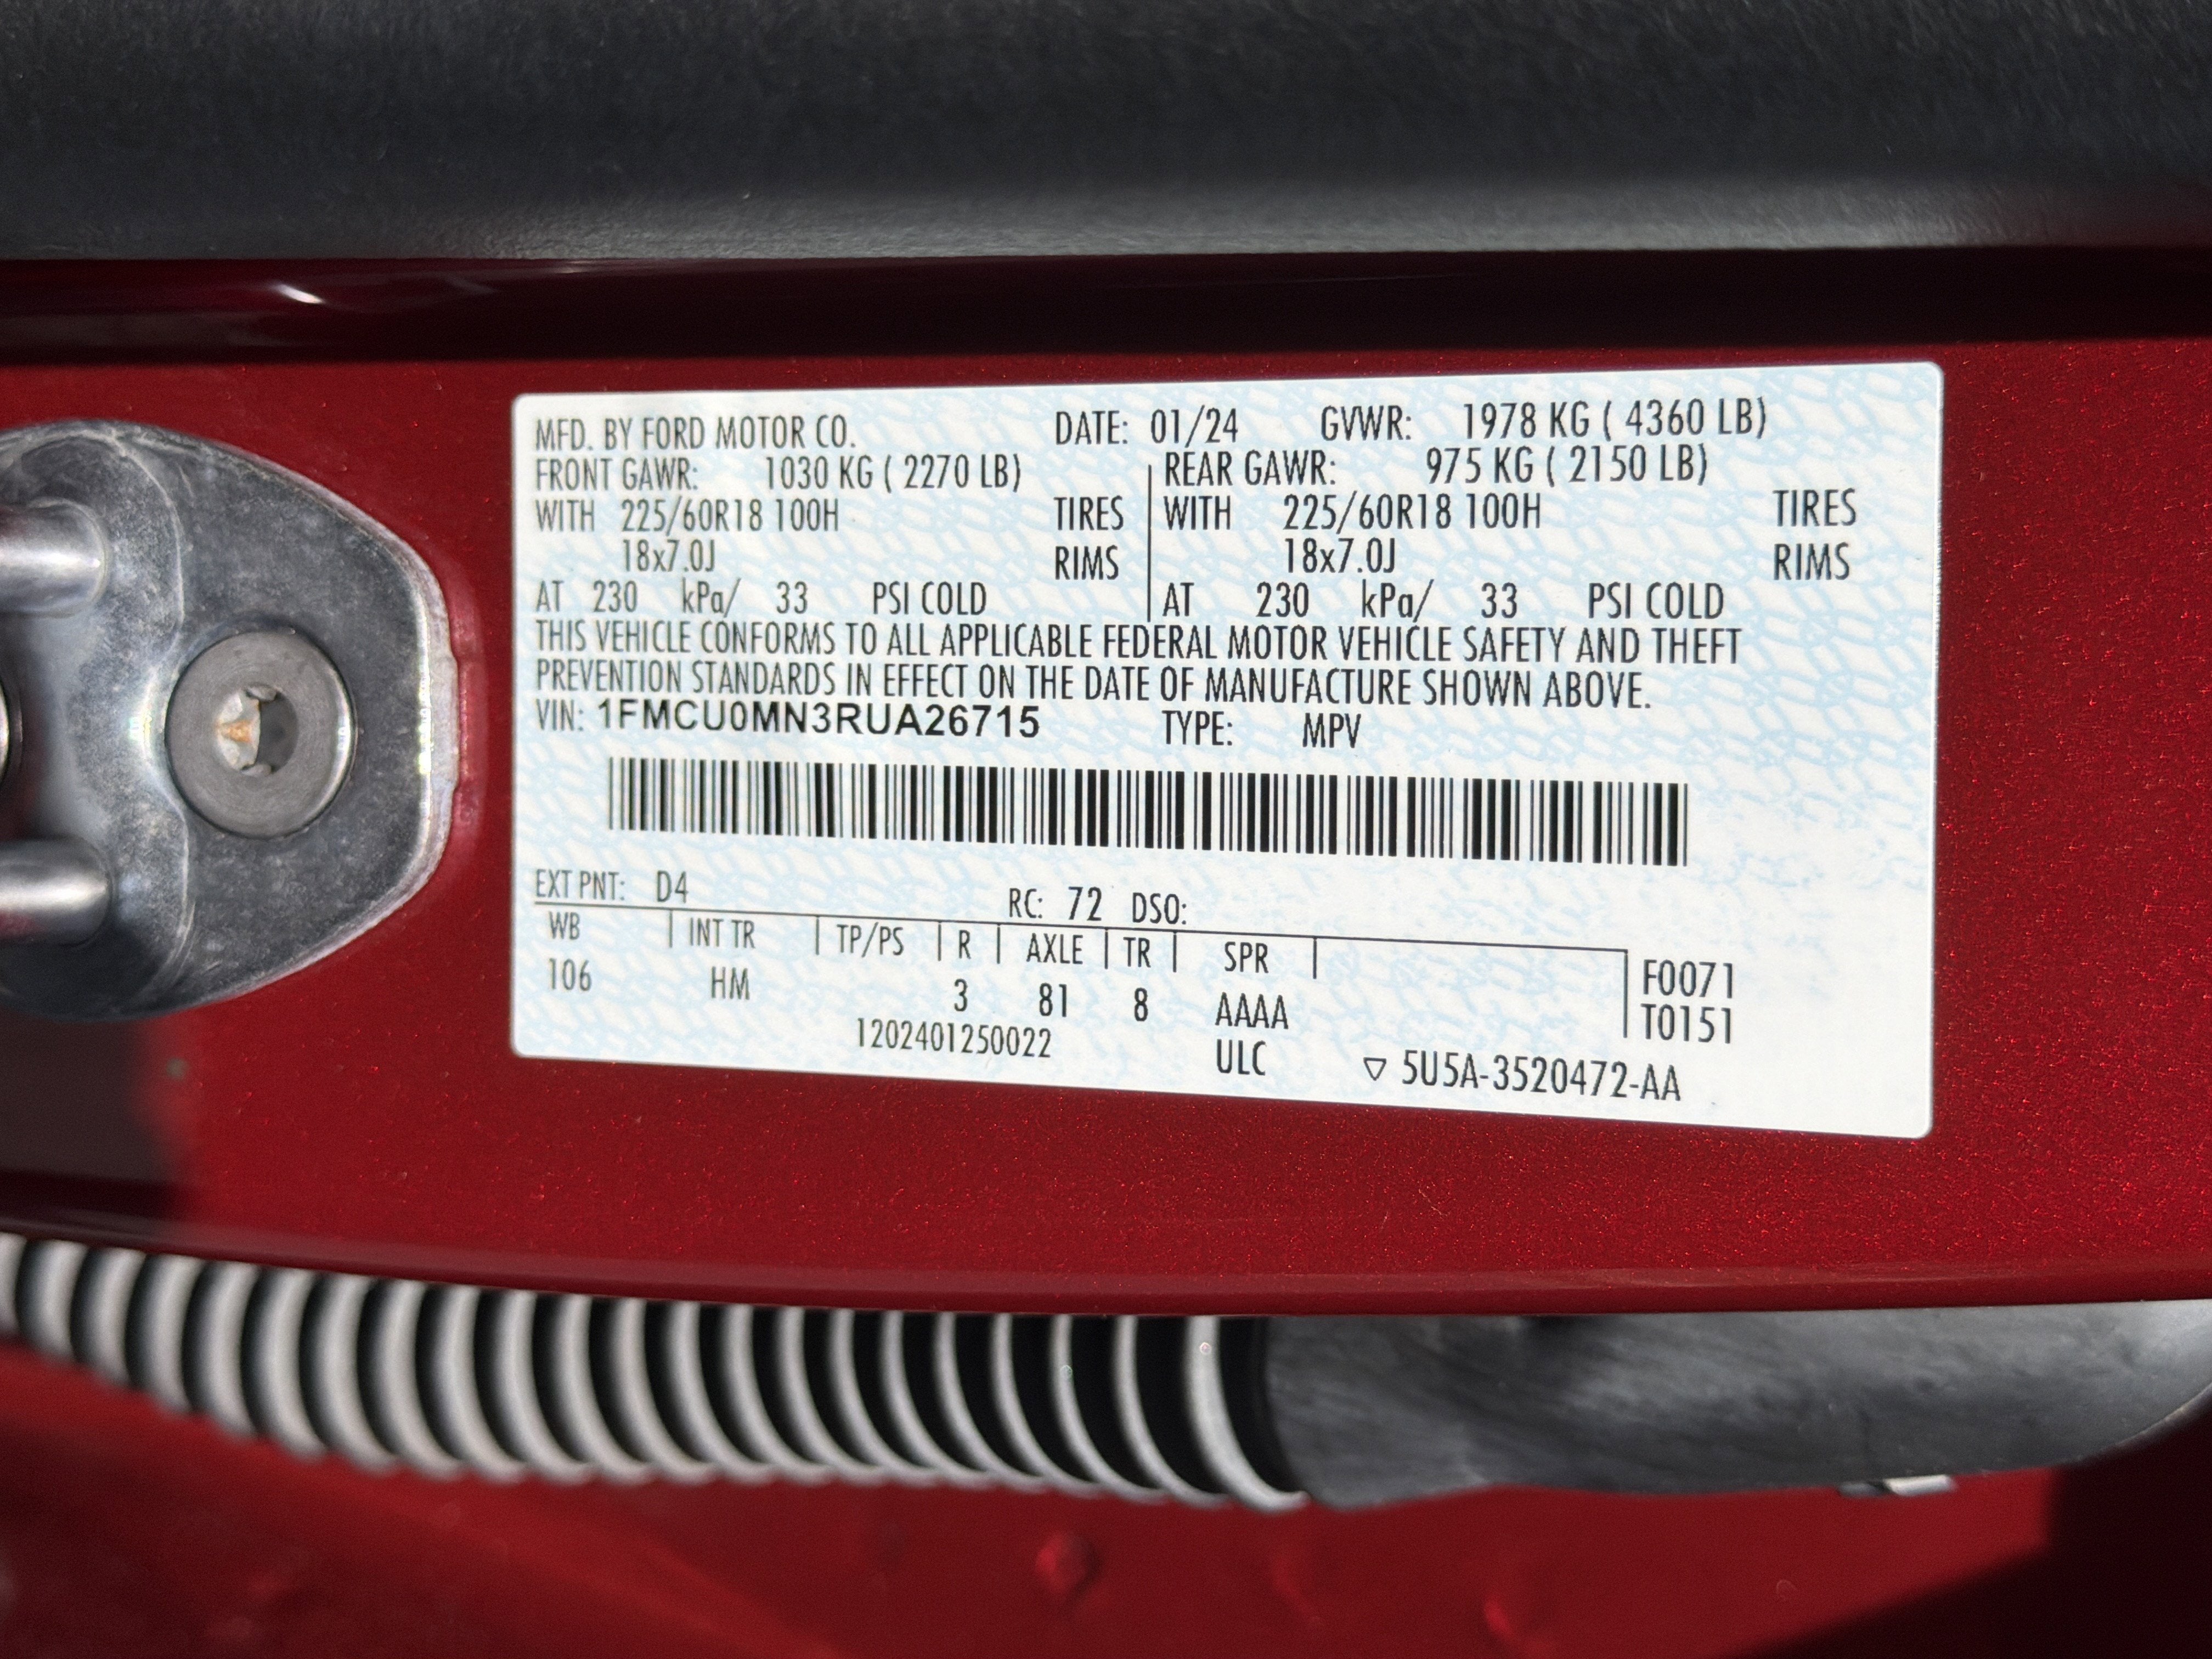 MFD. BY FORD MOTOR CO. DATE: 01/24 GVWR: 1978 KG ( 4360 LB)
FRONT GAWR: 1030 KG ( 2270 LB) REAR GAWR: 975 KG ( 2150 LB)
WITH 225/60R18 100H TIRES WITH 225/60R18 100H TIRES
18x7.0J RIMS 18x7.0J RIMS
AT 230 kPa/ 33 PSI COLD AT 230 kPa/ 33 PSI COLD
THIS VEHICLE CONFORMS TO ALL APPLICABLE FEDERAL MOTOR VEHICLE SAFETY AND THEFT
PREVENTION STANDARDS IN EFFECT ON THE DATE OF MANUFACTURE SHOWN ABOVE.
VIN: 1FMCU0MN3RUA26715 TYPE: MPV
EXT PNT: D4 RC: 72 DSO:
WB INT TR TP/PS R AXLE TR SPR F0071
106 HM 3 81 8 AAAA T0151
1202401250022 ULC ▽ 5U5A-3520472-AA